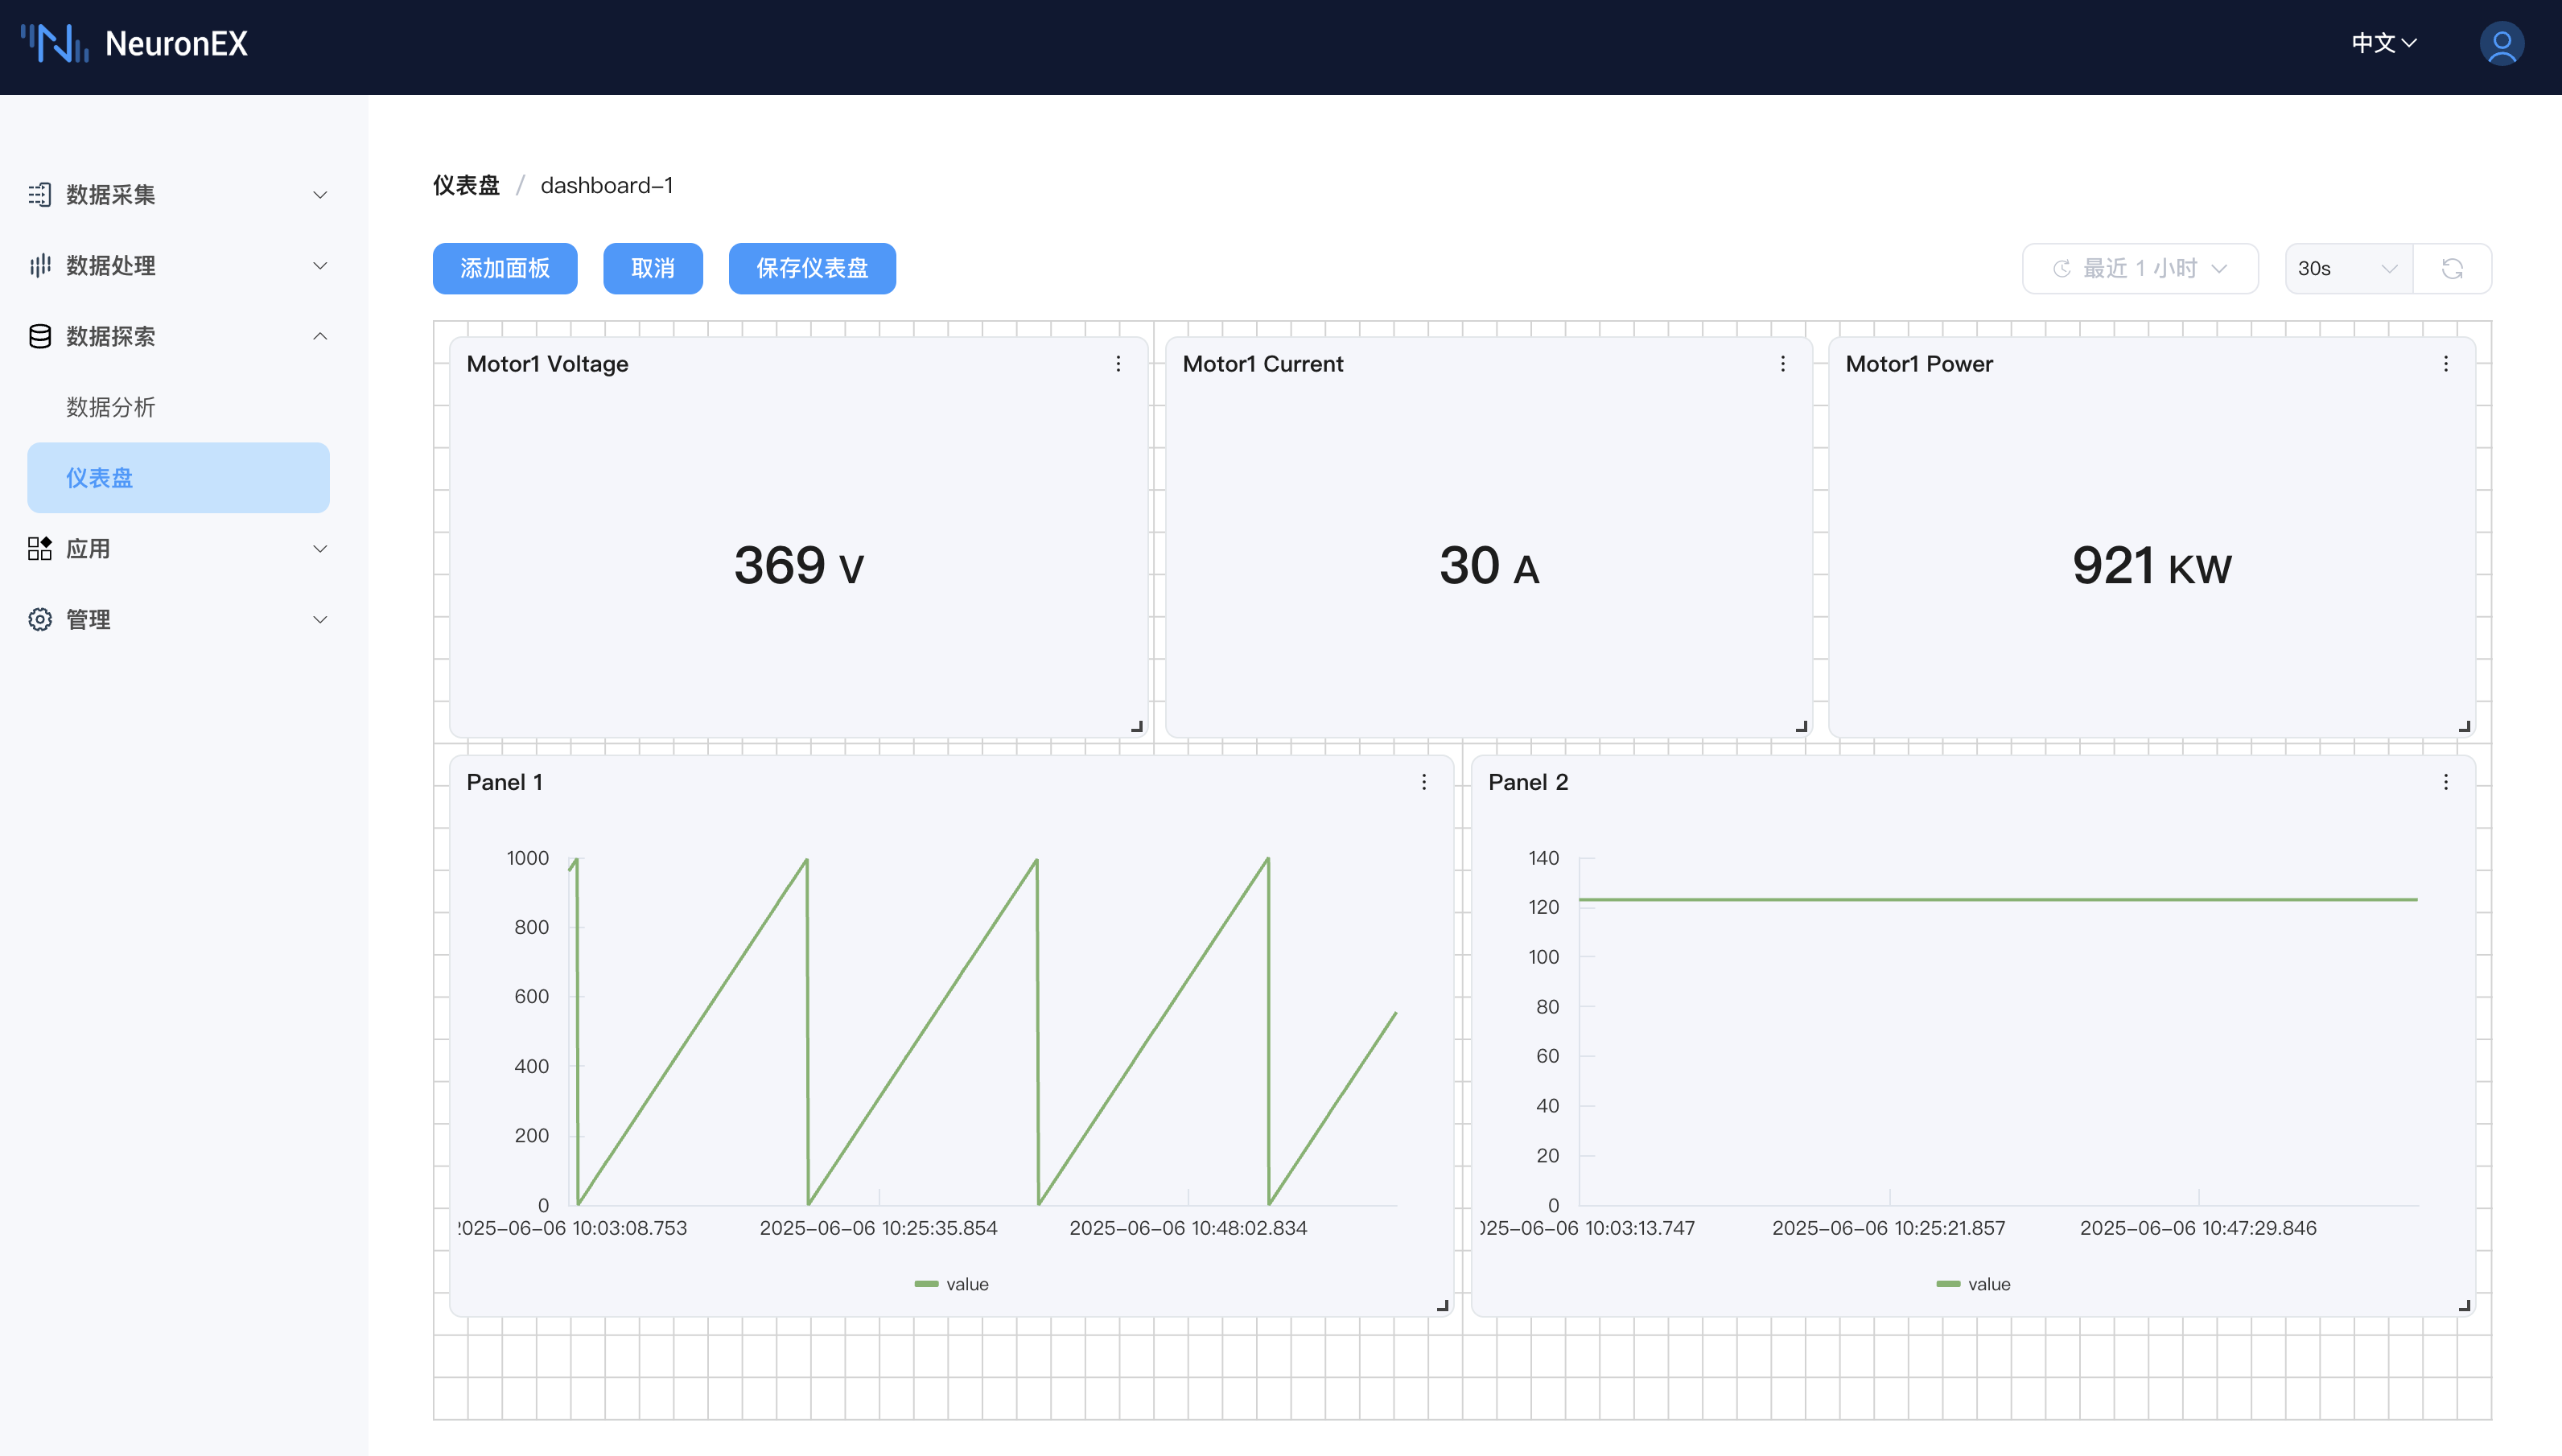 NeuronEX
中文
数据采集
数据处理
数据探索
数据分析
仪表盘
应用
管理
仪表盘 / dashboard-1
添加面板 取消 保存仪表盘 最近 1 小时 30s
Motor1 Voltage
369 V
Motor1 Current
30 A
Motor1 Power
921 KW
Panel 1
1000
800
600
400
200
0
2025-06-06 10:03:08.753 2025-06-06 10:25:35.854 2025-06-06 10:48:02.834
value
Panel 2
140
120
100
80
60
40
20
0
025-06-06 10:03:13.747 2025-06-06 10:25:21.857 2025-06-06 10:47:29.846
value